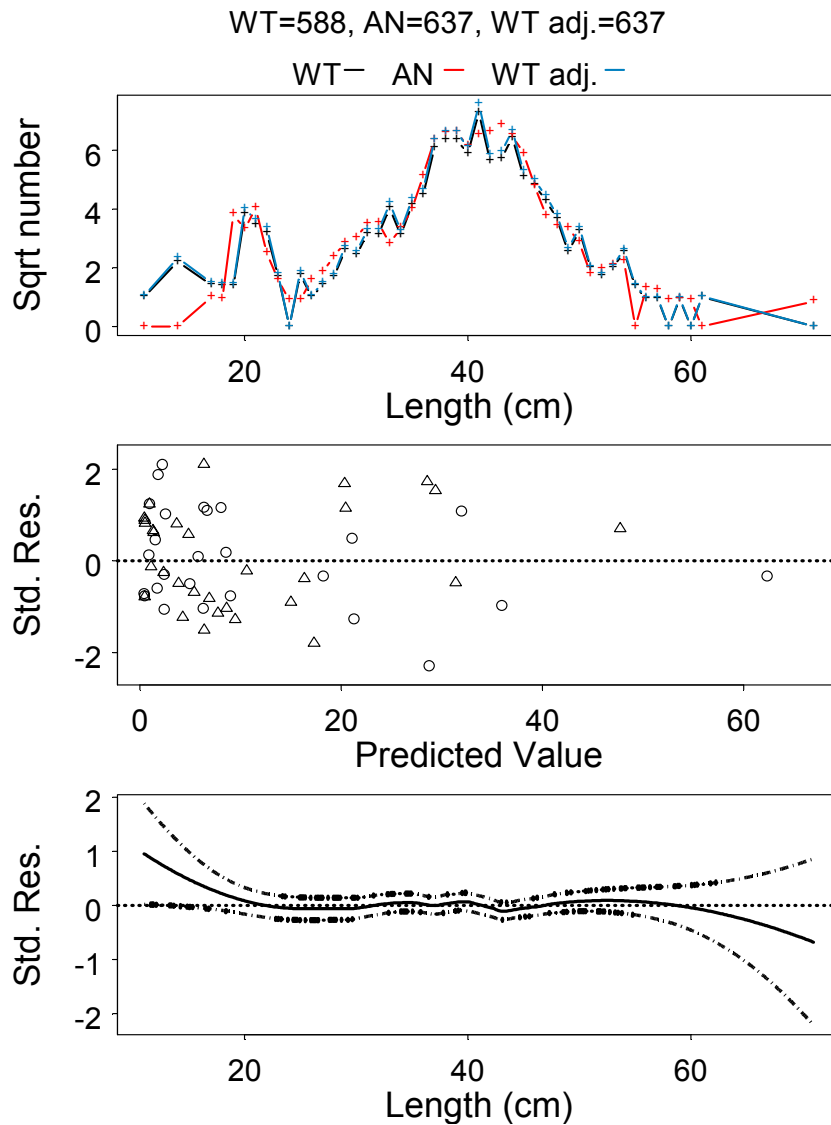 WT=588, AN=637, WT adj.=637
WT AN WT adj.
Sqrt number
6
4
2
0
20 40 60
Length (cm)
Std. Res.
2
0
-2
0 20 40 60
Predicted Value
Std. Res.
2
1
0
-1
-2
20 40 60
Length (cm)